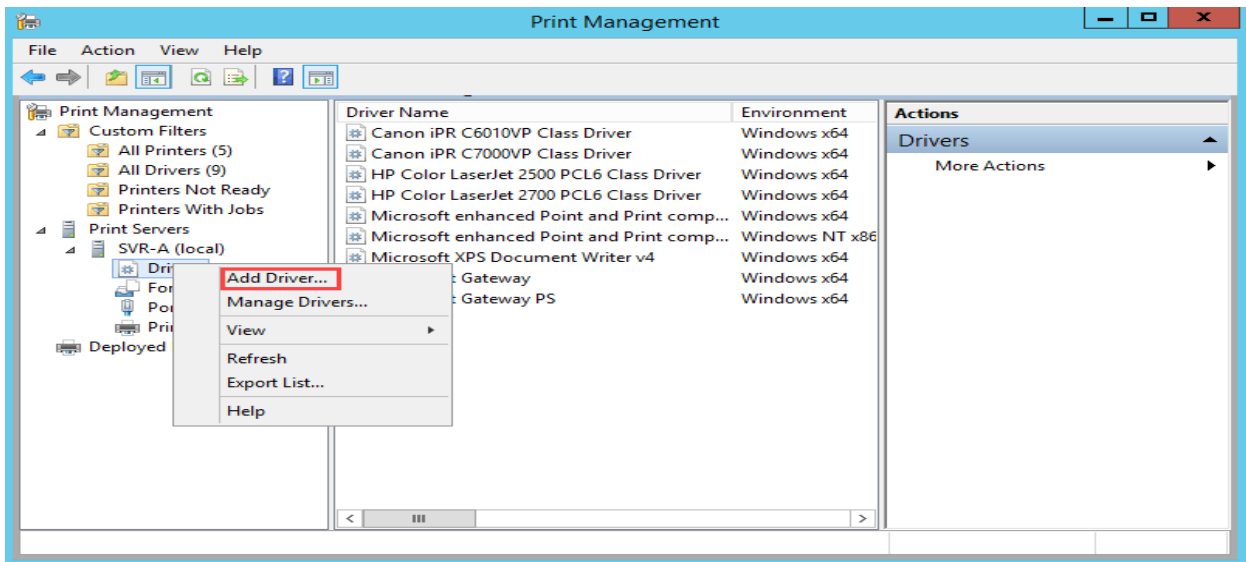 Print Management
File Action View Help
Print Management
Custom Filters
All Printers (5)
All Drivers (9)
Printers Not Ready
Printers With Jobs
Print Servers
SVR-A (local)
Dri
For
Por
Pri
Deployed
Add Driver...
Manage Drivers...
View
Refresh
Export List...
Help
Driver Name Environment
Canon iPR C6010VP Class Driver Windows x64
Canon iPR C7000VP Class Driver Windows x64
HP Color LaserJet 2500 PCL6 Class Driver Windows x64
HP Color LaserJet 2700 PCL6 Class Driver Windows x64
Microsoft enhanced Point and Print comp... Windows x64
Microsoft enhanced Point and Print comp... Windows NT x86
Microsoft XPS Document Writer v4 Windows x64
Gateway Windows x64
Gateway PS Windows x64
Actions
Drivers
More Actions